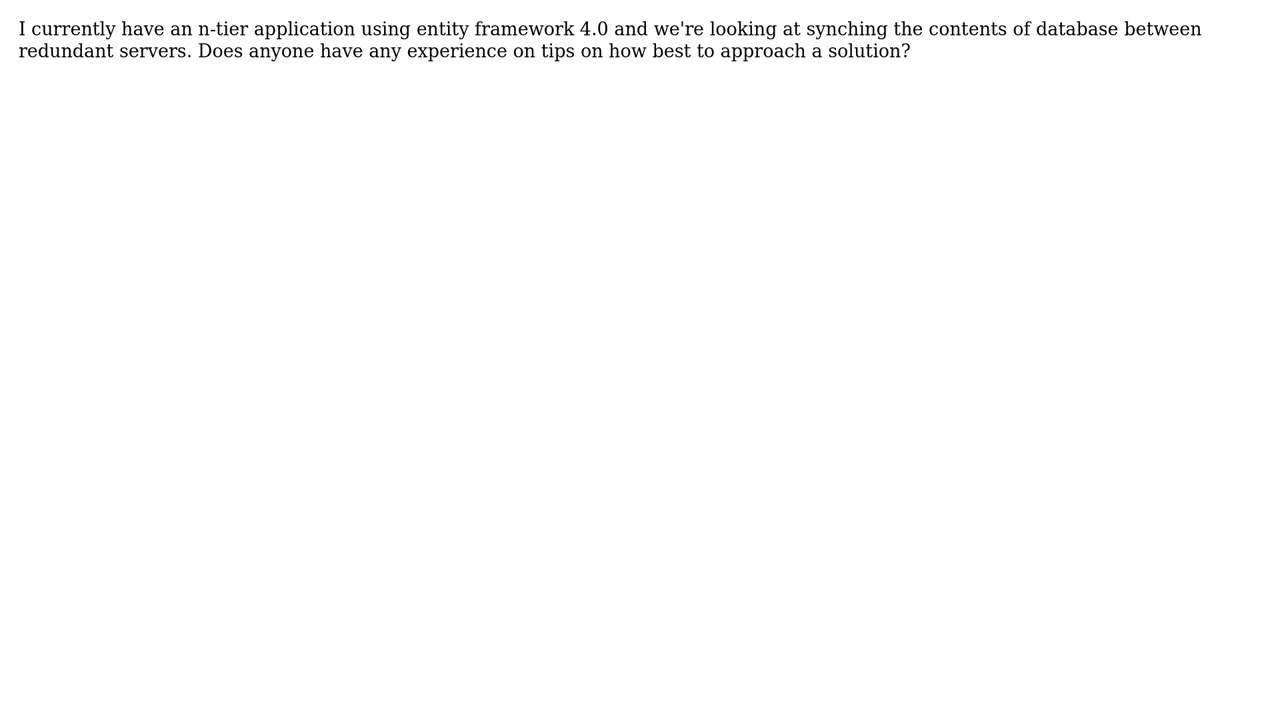 I currently have an n-tier application using entity framework 4.0 and we're looking at synching the contents of database between
redundant servers. Does anyone have any experience on tips on how best to approach a solution?